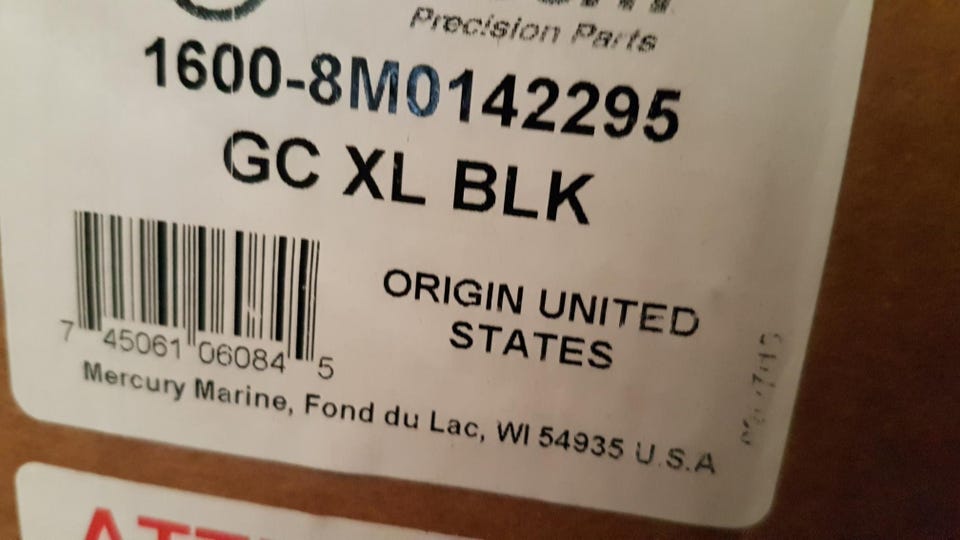 Precision Parts
1600-8M0142295
GC XL BLK
ORIGIN UNITED
STATES
7 45061 06084 5
Mercury Marine, Fond du Lac, WI 54935 U.S.A